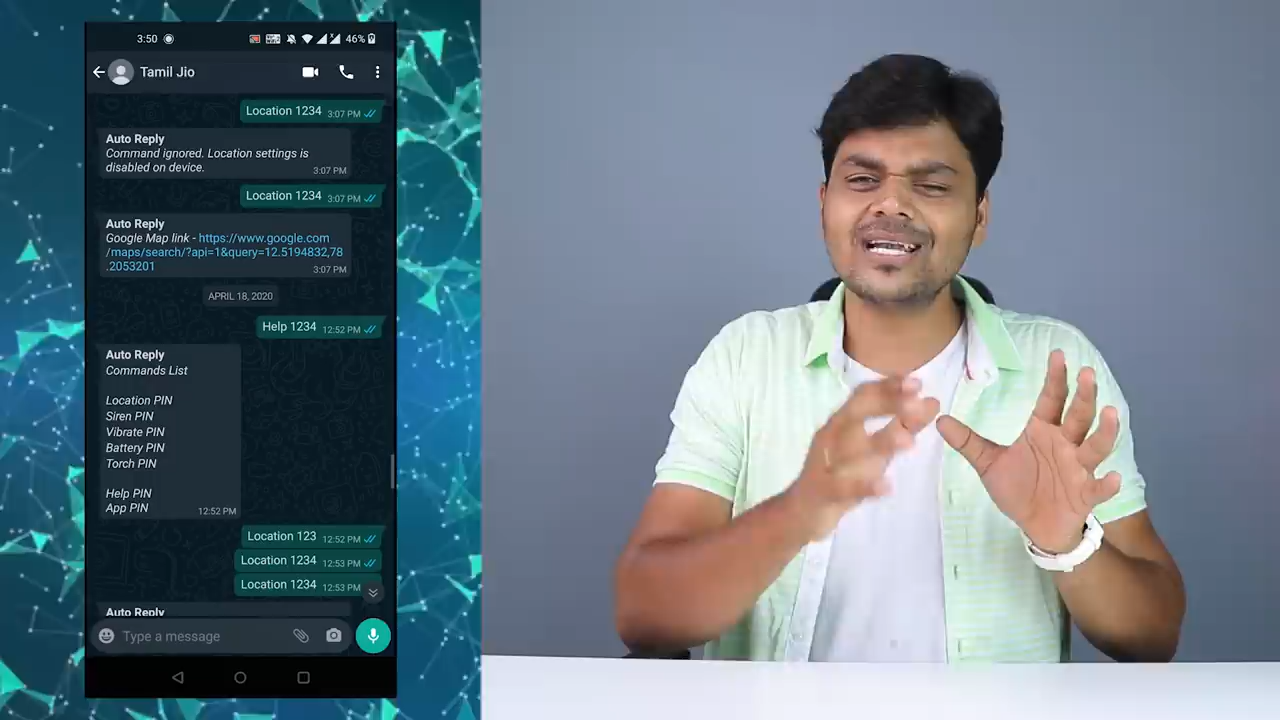 3:50
46%
Tamil Jio
Location 1234 3:07 PM
Auto Reply
Command ignored. Location settings is
disabled on device.
3:07 PM
Location 1234 3:07 PM
Auto Reply
Google Map link - https://www.google.com
/maps/search/?api=1&query=12.5194832,78
.2053201
3:07 PM
APRIL 18, 2020
Help 1234 12:52 PM
Auto Reply
Commands List
Location PIN
Siren PIN
Vibrate PIN
Battery PIN
Torch PIN
Help PIN
App PIN
12:52 PM
Location 123 12:52 PM
Location 1234 12:53 PM
Location 1234 12:53 PM
Auto Reply
Type a message